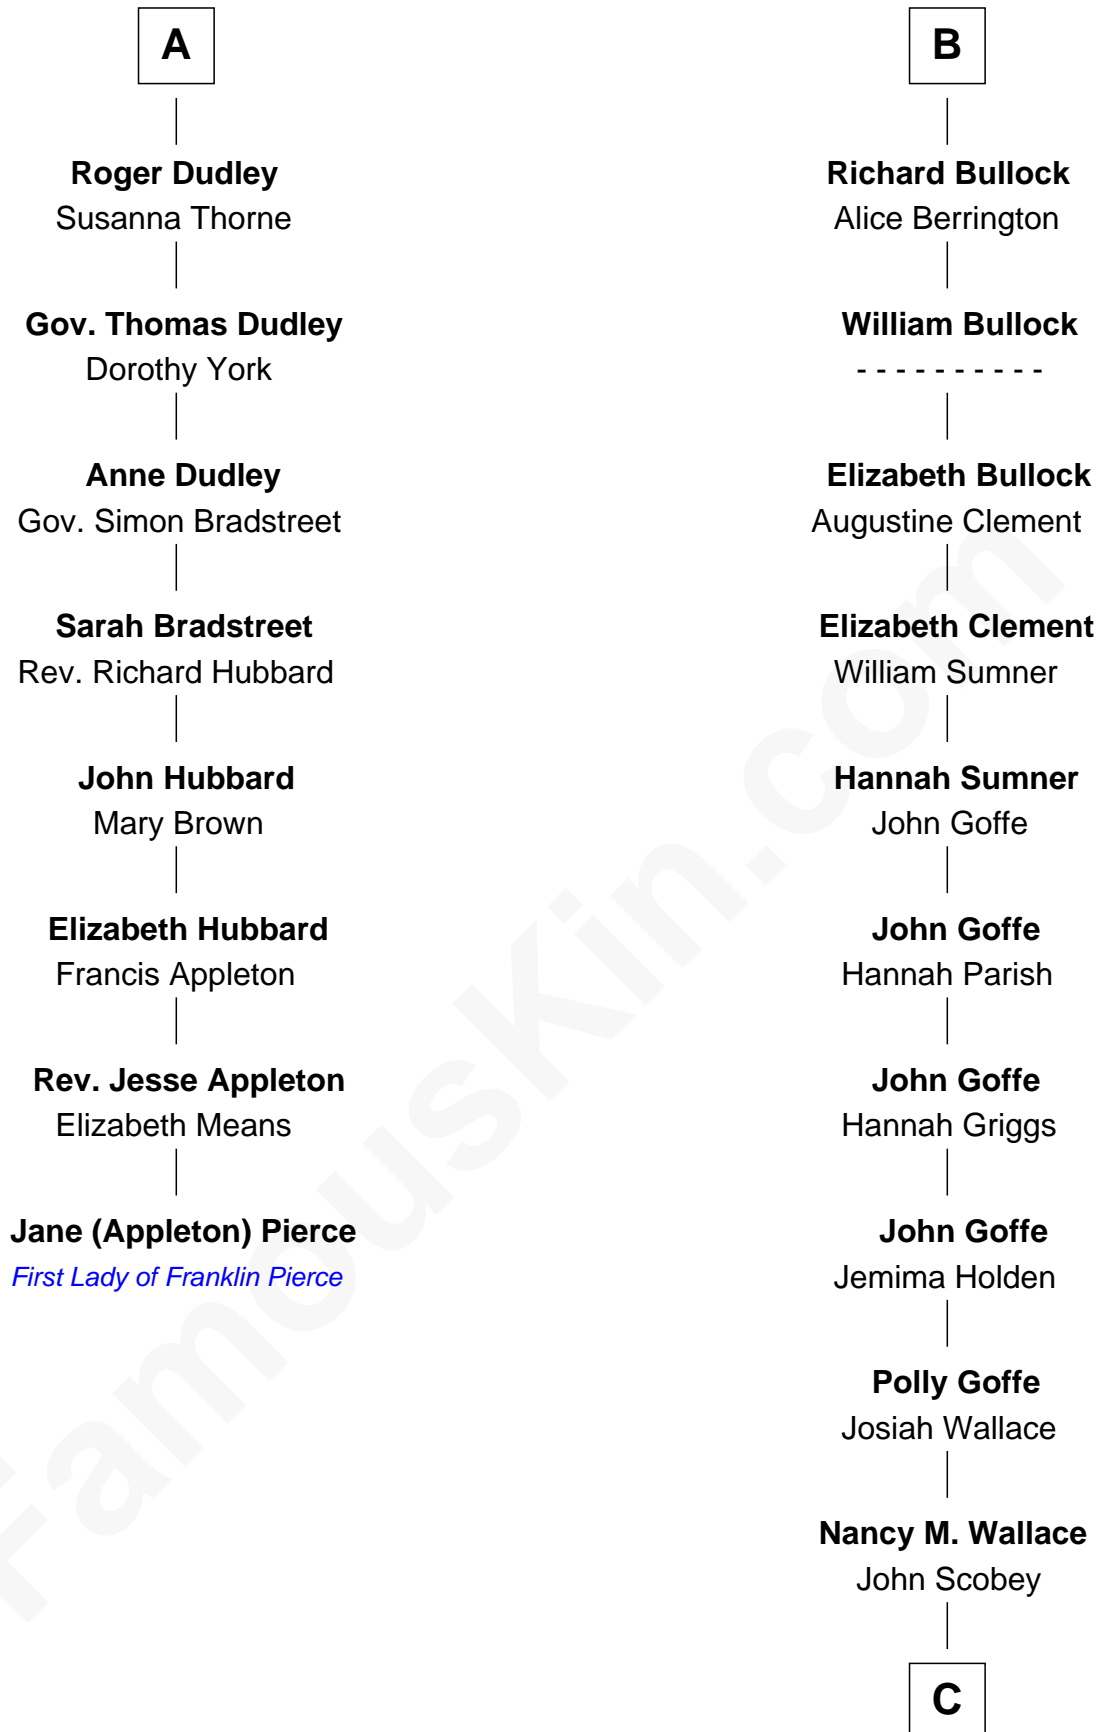 A
Roger Dudley
Susanna Thorne
Gov. Thomas Dudley
Dorothy York
Anne Dudley
Gov. Simon Bradstreet
Sarah Bradstreet
Rev. Richard Hubbard
John Hubbard
Mary Brown
Elizabeth Hubbard
Francis Appleton
Rev. Jesse Appleton
Elizabeth Means
Jane (Appleton) Pierce
First Lady of Franklin Pierce
B
Richard Bullock
Alice Berrington
William Bullock
- - - - - - - - - -
Elizabeth Bullock
Augustine Clement
Elizabeth Clement
William Sumner
Hannah Sumner
John Goffe
John Goffe
Hannah Parish
John Goffe
Hannah Griggs
John Goffe
Jemima Holden
Polly Goffe
Josiah Wallace
Nancy M. Wallace
John Scobey
C
FamousKin.com